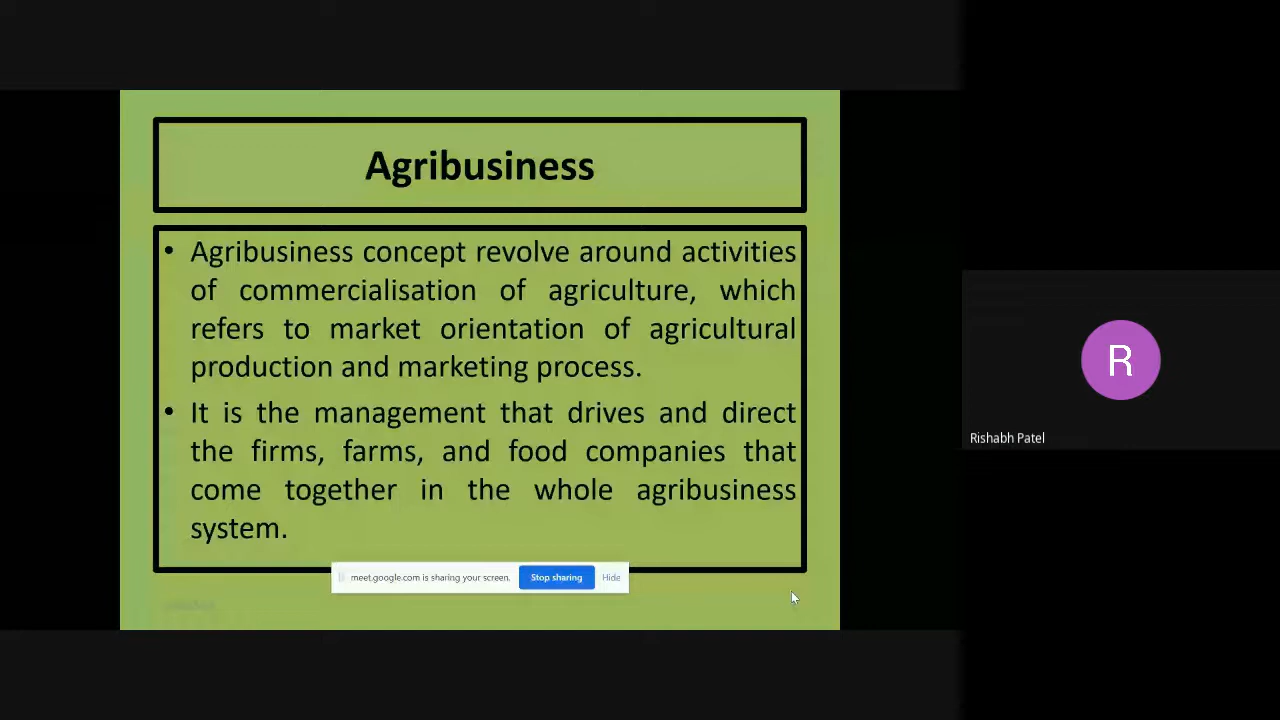 Agribusiness
• Agribusiness concept revolve around activities
of commercialisation of agriculture, which
refers to market orientation of agricultural
production and marketing process.
• It is the management that drives and direct
the firms, farms, and food companies that
come together in the whole agribusiness
system.
meet.google.com is sharing your screen. Stop sharing Hide
R
Rishabh Patel